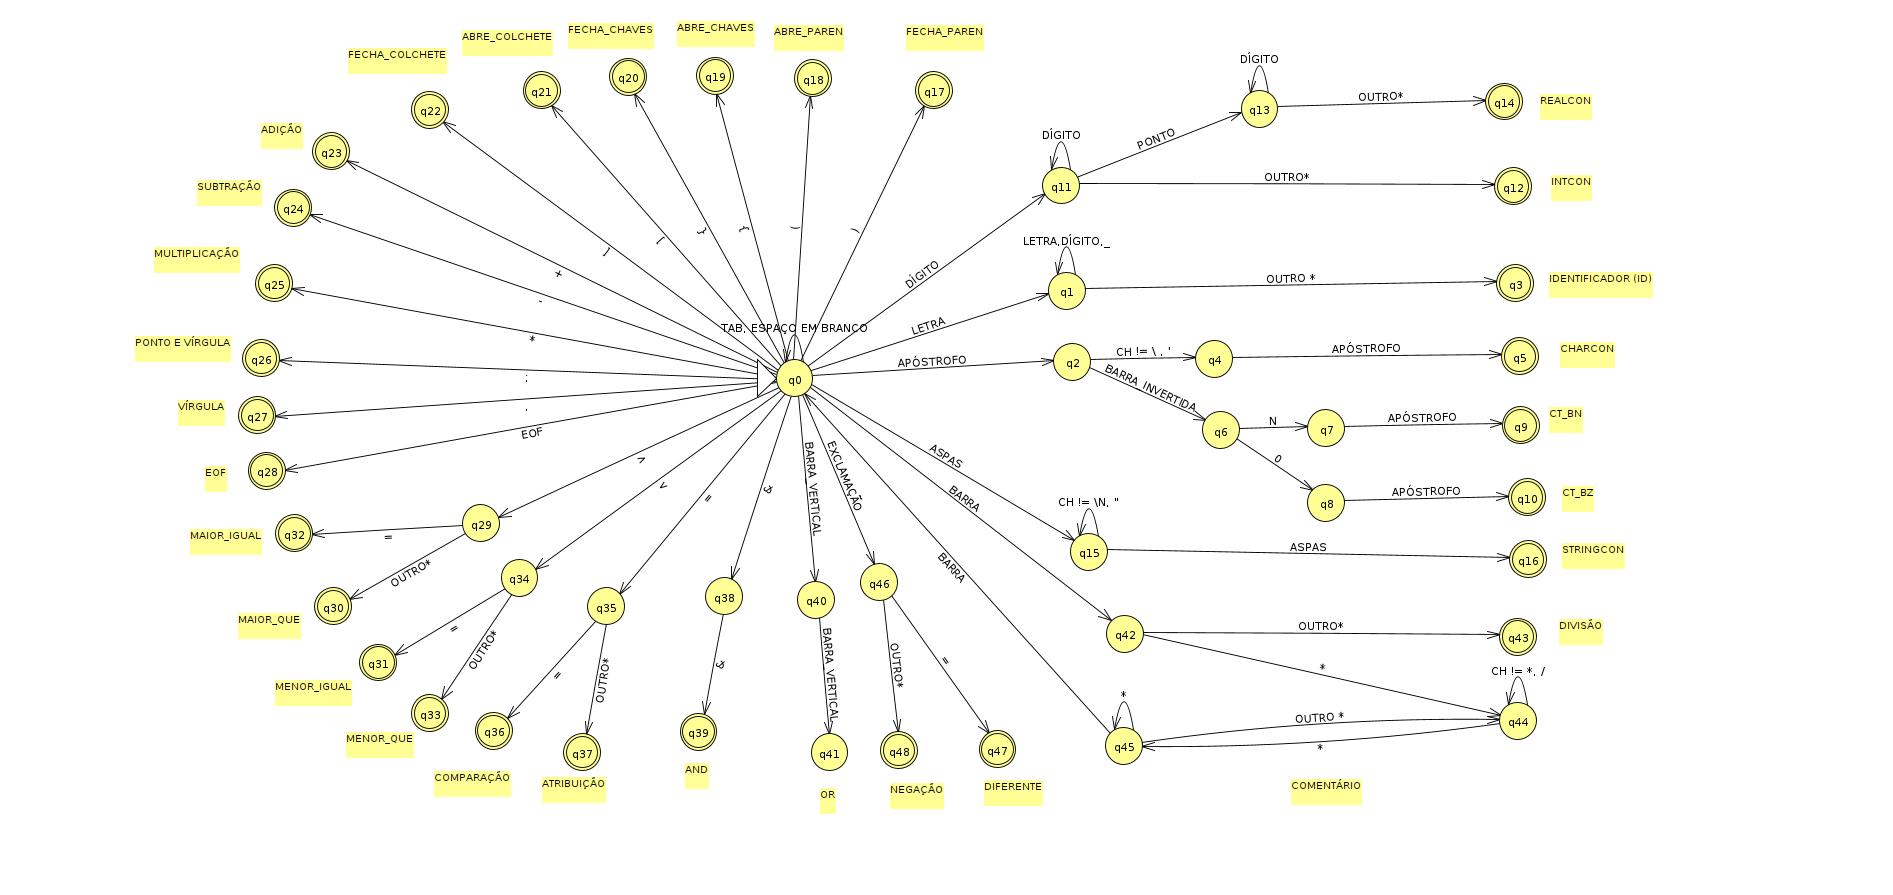 ABRE_COLCHETE
FECHA_CHAVES
ABRE_CHAVES
ABRE_PAREN
FECHA_PAREN
FECHA_COLCHETE
q22
q21
q20
q19
q18
q17
DÍGITO
q13
OUTRO*
q14
REALCON
ADIÇÃO
q23
DÍGITO
PONTO
q11
OUTRO*
q12
INTCON
SUBTRAÇÃO
q24
]
[
}
{
(
)
DÍGITO
LETRA,DÍGITO,_
q1
OUTRO *
q3
IDENTIFICADOR (ID)
MULTIPLICAÇÃO
q25
+
-
*
TAB, ESPAÇO EM BRANCO
LETRA
PONTO E VÍRGULA
q26
;
q0
APÓSTROFO
q2
CH != \ , '
q4
APÓSTROFO
q5
CHARCON
BARRA_INVERTIDA
VÍRGULA
q27
,
EOF
q6
N
q7
APÓSTROFO
q9
CT_BN
EOF
q28
0
q8
APÓSTROFO
q10
CT_BZ
>
<
=
&
BARRA_VERTICAL
EXCLAMAÇÃO
ASPAS
BARRA
BARRA
CH != \N, "
q15
ASPAS
q16
STRINGCON
MAIOR_IGUAL
q32
=
q29
OUTRO*
q30
MAIOR_QUE
q34
q35
q38
q40
q46
q42
OUTRO*
q43
DIVISÃO
*
CH != *, /
q44
MENOR_IGUAL
q31
=
OUTRO*
q33
MENOR_QUE
=
OUTRO*
q36
q37
COMPARAÇÃO
ATRIBUIÇÃO
&
q39
AND
BARRA_VERTICAL
q41
OR
OUTRO*
=
q48
q47
NEGAÇÃO
DIFERENTE
*
q45
OUTRO *
*
COMENTÁRIO